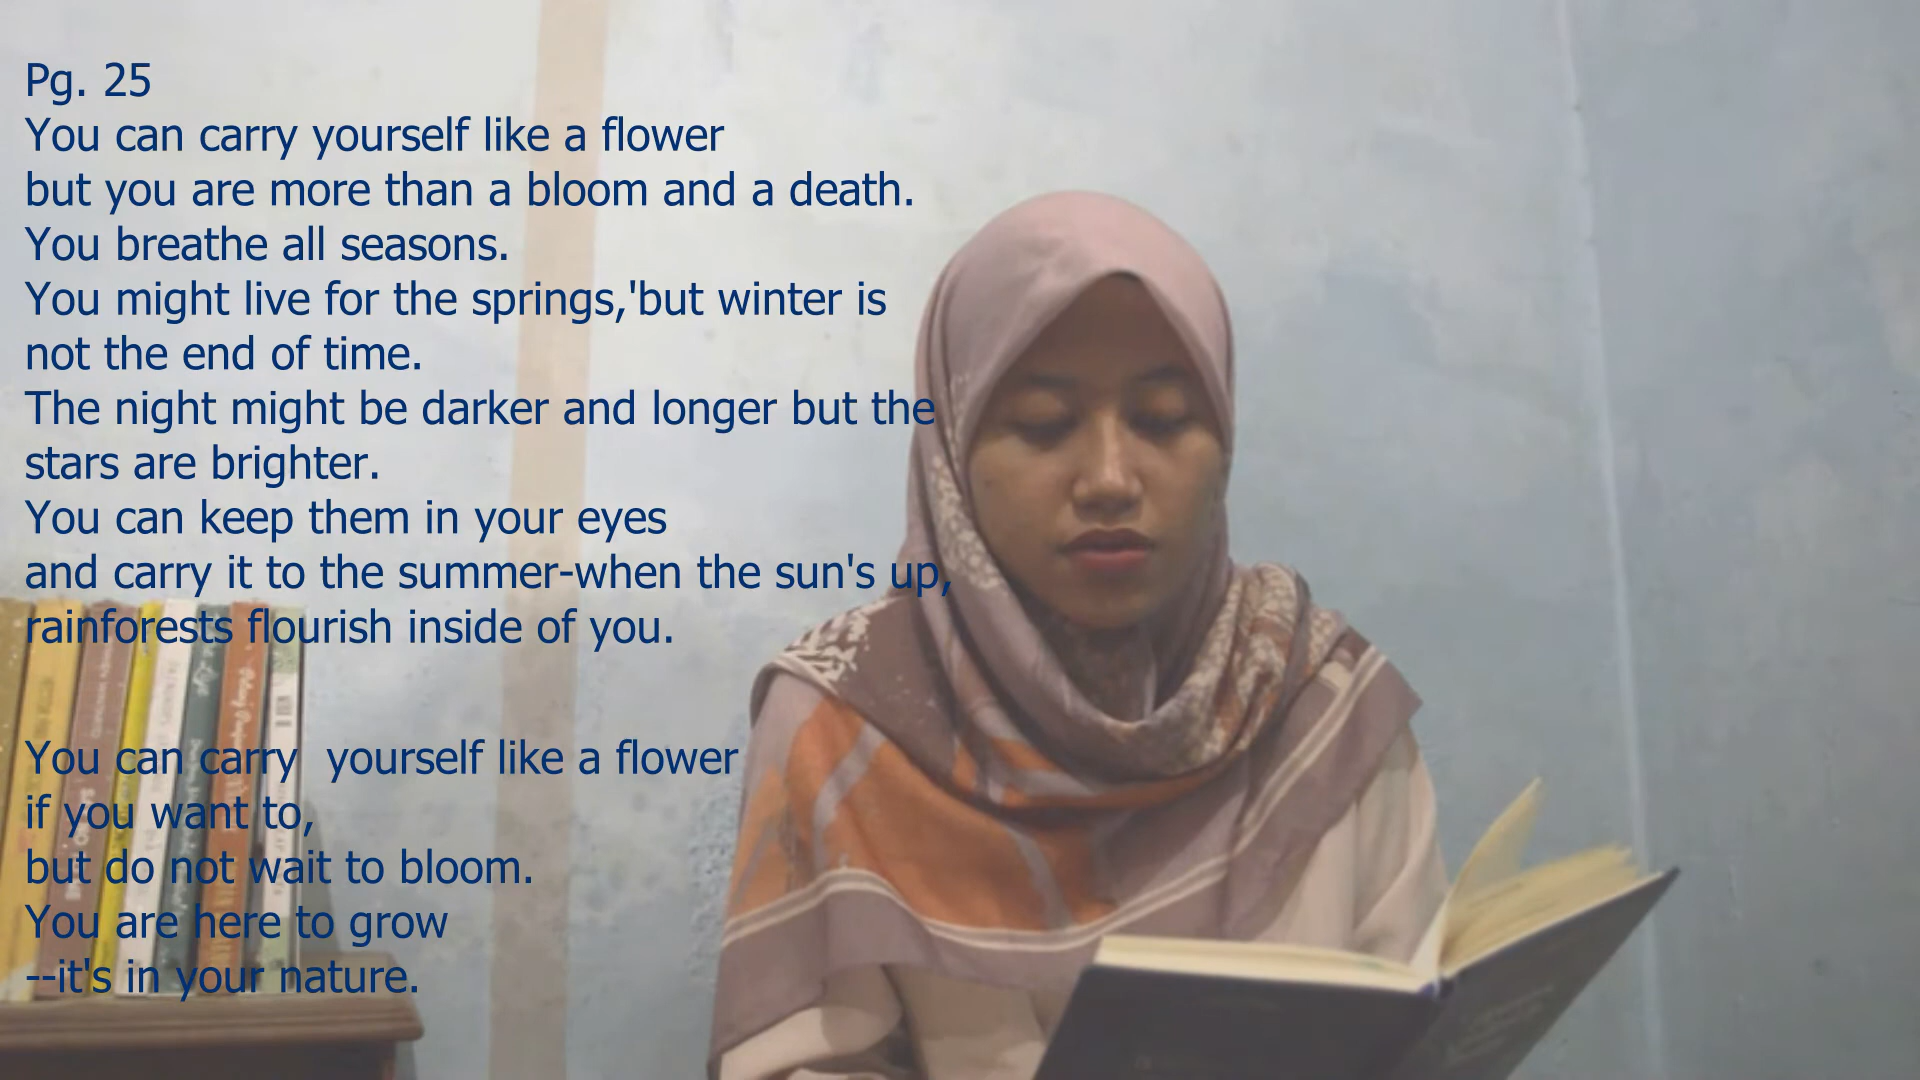 Pg. 25
You can carry yourself like a flower
but you are more than a bloom and a death.
You breathe all seasons.
You might live for the springs,'but winter is
not the end of time.
The night might be darker and longer but the
stars are brighter.
You can keep them in your eyes
and carry it to the summer-when the sun's up,
rainforests flourish inside of you.
You can carry  yourself like a flower
if you want to,
but do not wait to bloom.
You are here to grow
--it's in your nature.